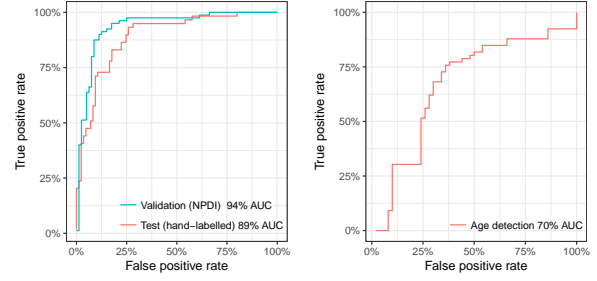 100%
75%
50%
25%
0%
True positive rate
Validation (NPDI) 94% AUC
Test (hand−labelled) 89% AUC
0% 25% 50% 75% 100%
False positive rate
100%
75%
50%
25%
0%
True positive rate
Age detection 70% AUC
0% 25% 50% 75% 100%
False positive rate